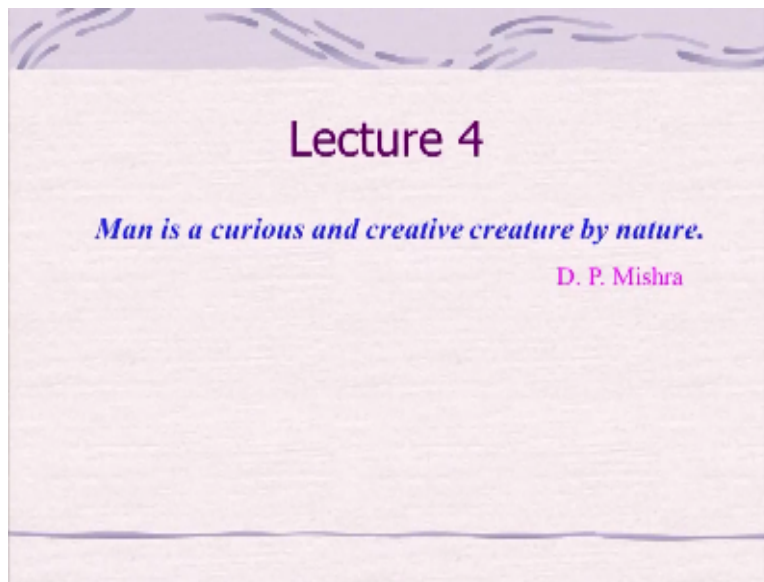 Lecture 4
Man is a curious and creative creature by nature.
D. P. Mishra